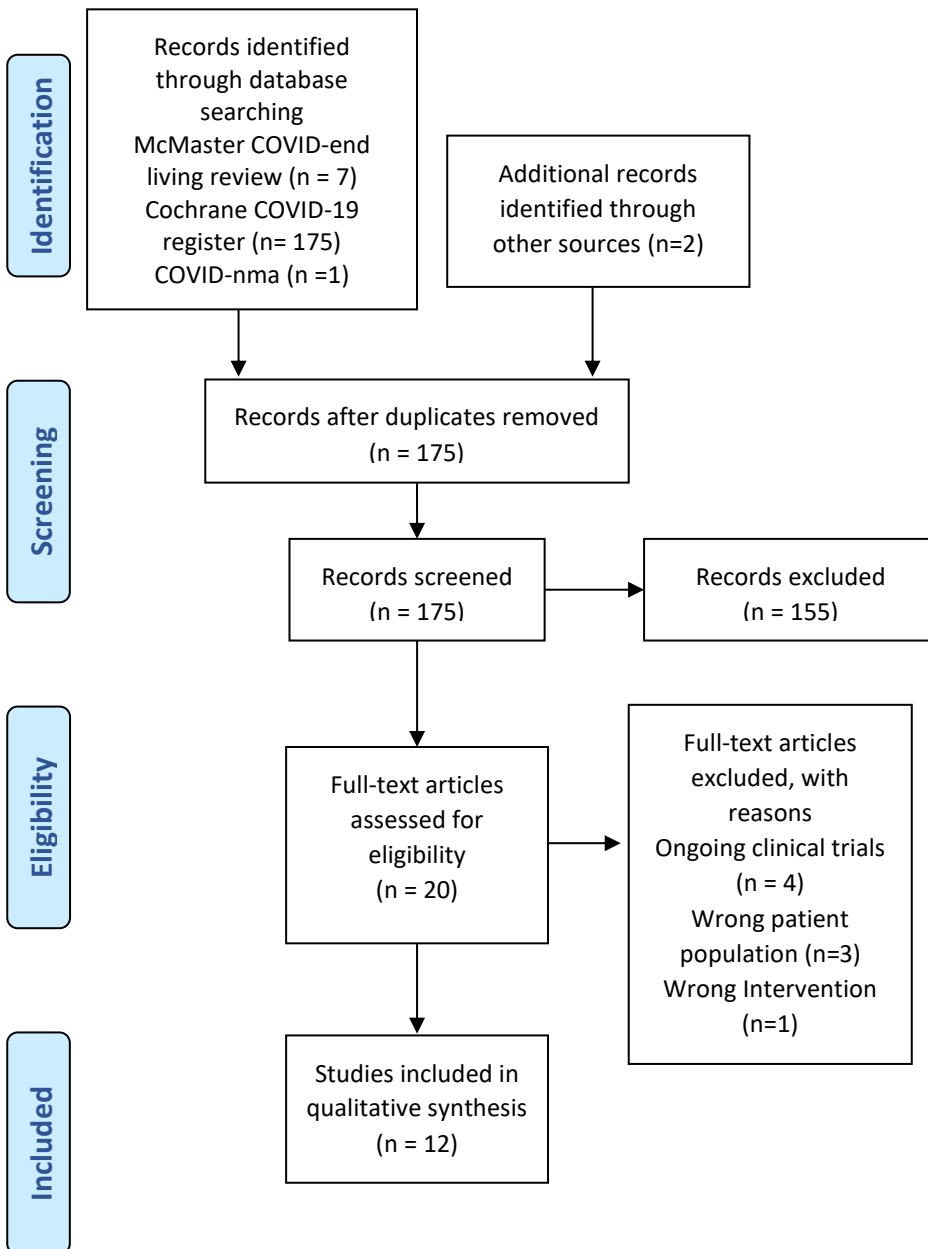 Identification
Records identified
through database
searching
McMaster COVID-end
living review (n = 7)
Cochrane COVID-19
register (n= 175)
COVID-nma (n =1)
Additional records
identified through
other sources (n=2)
Screening
Records after duplicates removed
(n = 175)
Records screened
(n = 175)
Records excluded
(n = 155)
Eligibility
Full-text articles
assessed for
eligibility
(n = 20)
Full-text articles
excluded, with
reasons
Ongoing clinical trials
(n = 4)
Wrong patient
population (n=3)
Wrong Intervention
(n=1)
Included
Studies included in
qualitative synthesis
(n = 12)